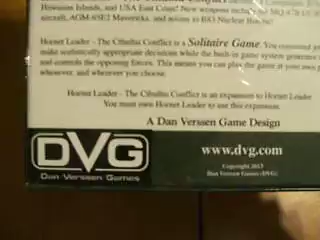 Hawaiian Islands, and USA East Coast! New weapons include
aircraft, AGM-65E2 Mavericks, and actions to B83 Nuclear Bombs!
Hornet Leader - The Cthulhu Conflict is a Solitaire Game. You command your
make realistically appropriate decisions while the built-in game system generates
and controls the opposing forces. This means you can play the game at your own
whenever, and wherever you choose.
Hornet Leader - The Cthulhu Conflict is an expansion to Hornet Leader
You must own Hornet Leader to use this expansion.
A Dan Verssen Game Design
DVG
Dan Verssen Games
www.dvg.com
Copyright 2013
Dan Verssen Games (DVG)